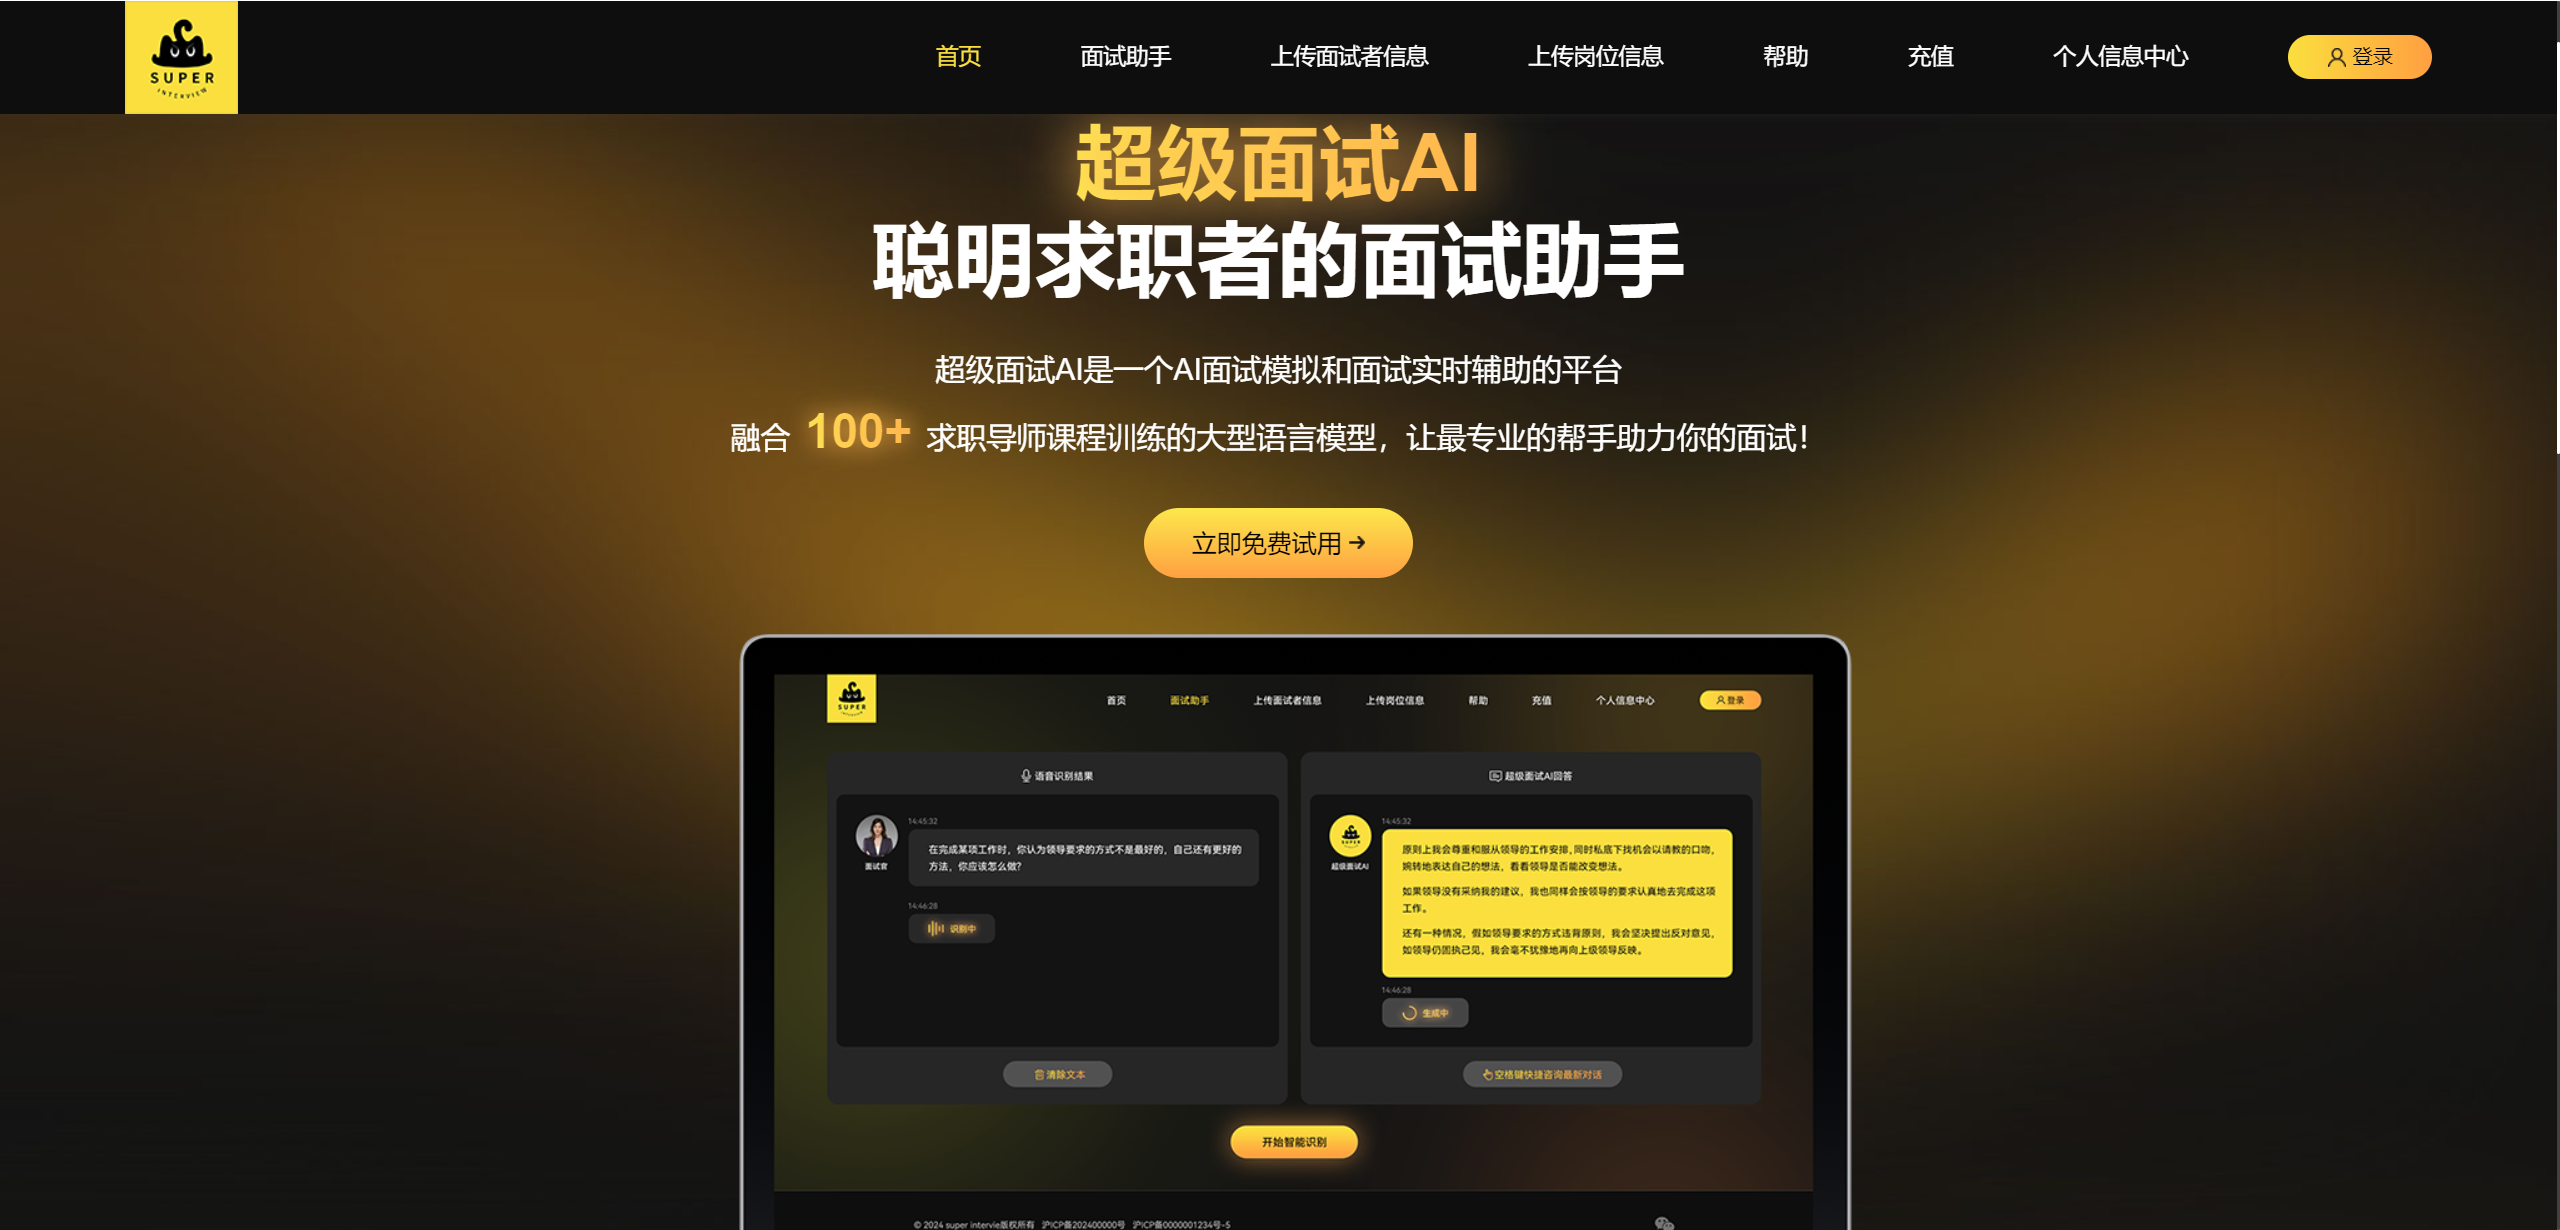 SUPER
INTERVIEW
首页 面试助手 上传面试者信息 上传岗位信息 帮助 充值 个人信息中心 登录
超级面试AI
聪明求职者的面试助手
超级面试AI是一个AI面试模拟和面试实时辅助的平台
融合 100+ 求职导师课程训练的大型语言模型，让最专业的帮手助力你的面试！
立即免费试用
SUPER
首页 面试助手 上传面试者信息 上传岗位信息 帮助 充值 个人信息中心 登录
语音识别结果
14:45:32
面试官
在完成某项工作时，你认为领导要求的方式不是最好的，自己还有更好的
方法，你应该怎么做？
14:46:28
识别中
清除文本
超级面试AI回答
14:45:32
SUPER
超级面试AI
原则上我会尊重和服从领导的工作安排，同时私底下找机会以请教的口吻，
婉转地表达自己的想法，看看领导是否能改变想法。
如果领导没有采纳我的建议，我也同样会按领导的要求认真地去完成这项
工作。
还有一种情况，假如领导要求的方式违背原则，我会坚决提出反对意见，
如领导仍固执己见，我会毫不犹豫地再向上级领导反映。
14:46:28
生成中
空格键快捷咨询最新对话
开始智能识别
© 2024 super intervie版权所有 沪ICP备202400000号 沪ICP备0000001234号-5